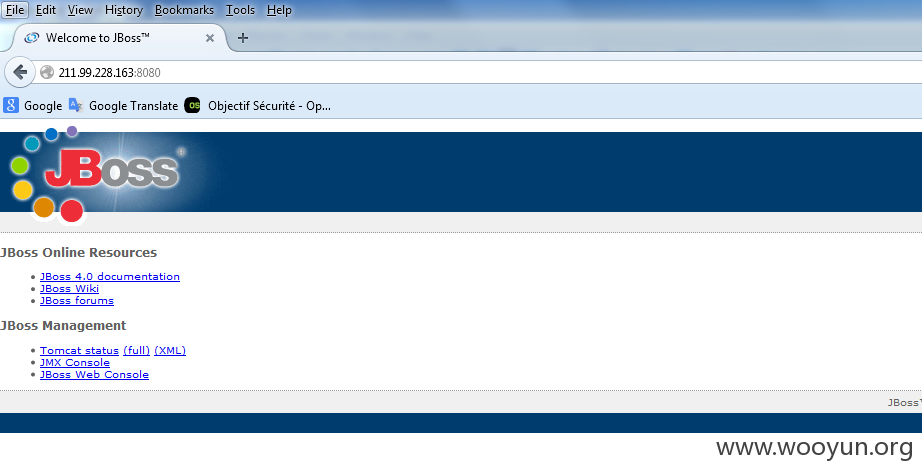 File Edit View History Bookmarks Tools Help
Welcome to JBoss™
211.99.228.163:8080
Google Google Translate OS Objectif Sécurité - Op...
JBoss®
JBoss Online Resources
JBoss 4.0 documentation
JBoss Wiki
JBoss forums
JBoss Management
Tomcat status (full) (XML)
JMX Console
JBoss Web Console
JBoss™
www.wooyun.org